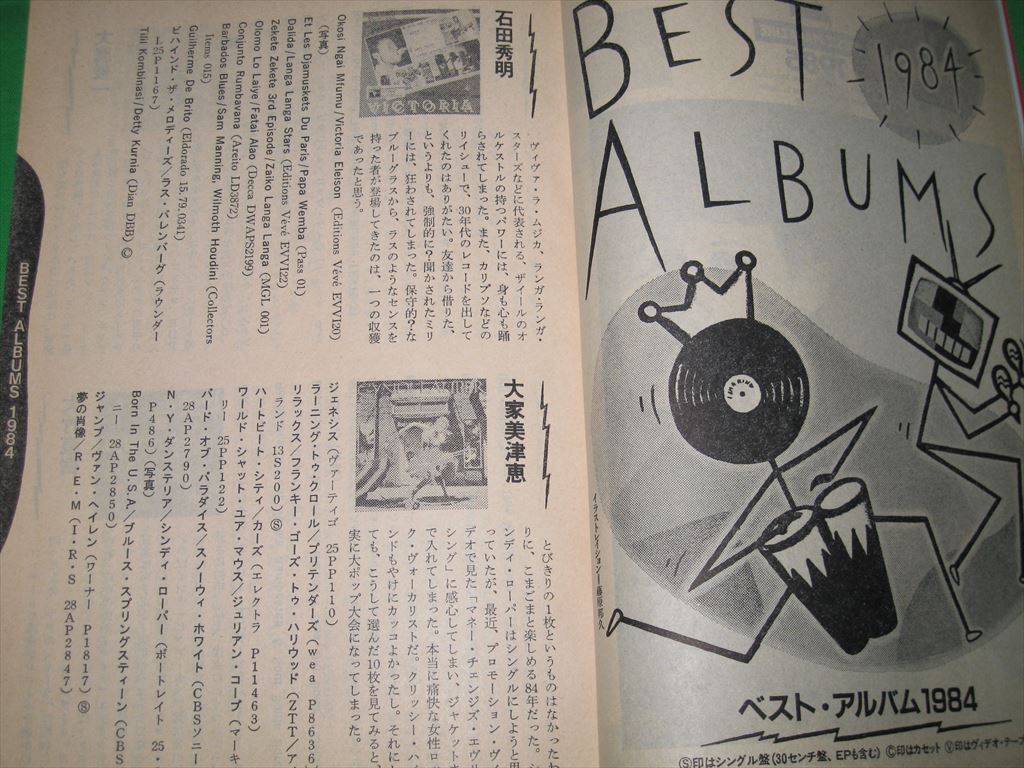 BEST
ALBUMS
1984
イラストレイション━藤原邦久
ベスト・アルバム1984
Ⓢ印はシングル盤(30センチ盤、EPも含む) Ⓒ印はカセット Ⓥ印はヴィデオ・テープ
石田秀明
VICTORIA
ヴィヴァ・ラ・ムジカ、ランガ・ランガ・
スターズなどに代表される、ザイールのオ
ルケストルの持つパワーには、身も心も踊
らされてしまった。また、カリプソなどの
リイシューで、30年代のレコードを出して
くれたのはありがたい。友達から借りた、
というよりも、強制的に?聞かされたミリ
ーには、狂わされてしまった。保守的?な
ブルーグラスから、ラスのようなセンスを
持った者が登場してきたのは、一つの収獲
であったと思う。
Okosi Ngai Mfumu/Victoria Eleison (Editions Vévé EVVI20)
(写真)
Et Les Djamuskets Du Paris/Papa Wemba (Pass 01)
Dalida/Langa Langa Stars (Editions Vévé EVVI22)
Zekete Zekete 3rd Episode/Zaiko Langa Langa (MGL 001)
Olomo Lo Laiye/Fatai Alao (Decca DWAPS2199)
Conjunto Rumbavana (Areito LD3872)
Barbados Blues/Sam Manning, Wilmoth Houdini (Collectors
Items 015)
Guilherme De Brito (Eldorado 15.79.0341)
ビハインド・ザ・メロディーズ/ラス・バレンバーグ(ラウンダー
L25P1167)
Tiill Kombinasi/Detty Kurnia (Dian DBB) Ⓒ
大家美津恵
とびきりの1枚というものはなかったわ
りに、こまごまと楽しめる84年だった。シ
ンディ・ローパーはシングルにしようと思
っていたが、最近、プロモーション・ヴィ
デオで見た「マネー・チェンジズ・エヴリ
シング」に感心してしまい、ジャケット
で入れてしまった。本当に痛快な女性ロッ
ク・ヴォーカリストだ。クリッシー・ハイ
ンドもやけにカッコよかったし。それに
ても、こうして選んだ10枚を見てみると、
実に大ポップ大会になってしまった。
ジェネシス(ヴァーティゴ 25PP110)
ラーニング・トゥ・クロール/プリテンダーズ(wea P8636
リラックス/フランキー・ゴーズ・トゥ・ハリウッド(ZTT/ア
ランド 13S200)Ⓢ
ハートビート・シティ/カーズ(エレクトラ P11463)
ワールド・シャット・ユア・マウス/ジュリアン・コープ(マーキ
リー 25PP122)
バード・オブ・パラダイス/スノーウィ・ホワイト(CBSソニー
28AP2790)
N・Y・ダンステリア/シンディ・ローパー(ポートレイト 25・
P486)(写真)
Born In The U.S.A/ブルース・スプリングスティーン(CBS
ニー 28AP2850)
ジャンプ/ヴァン・ヘイレン(ワーナー P1817)Ⓢ
夢の肖像/R・E・M(I・R・S 28AP2847)
BEST ALBUMS 1984